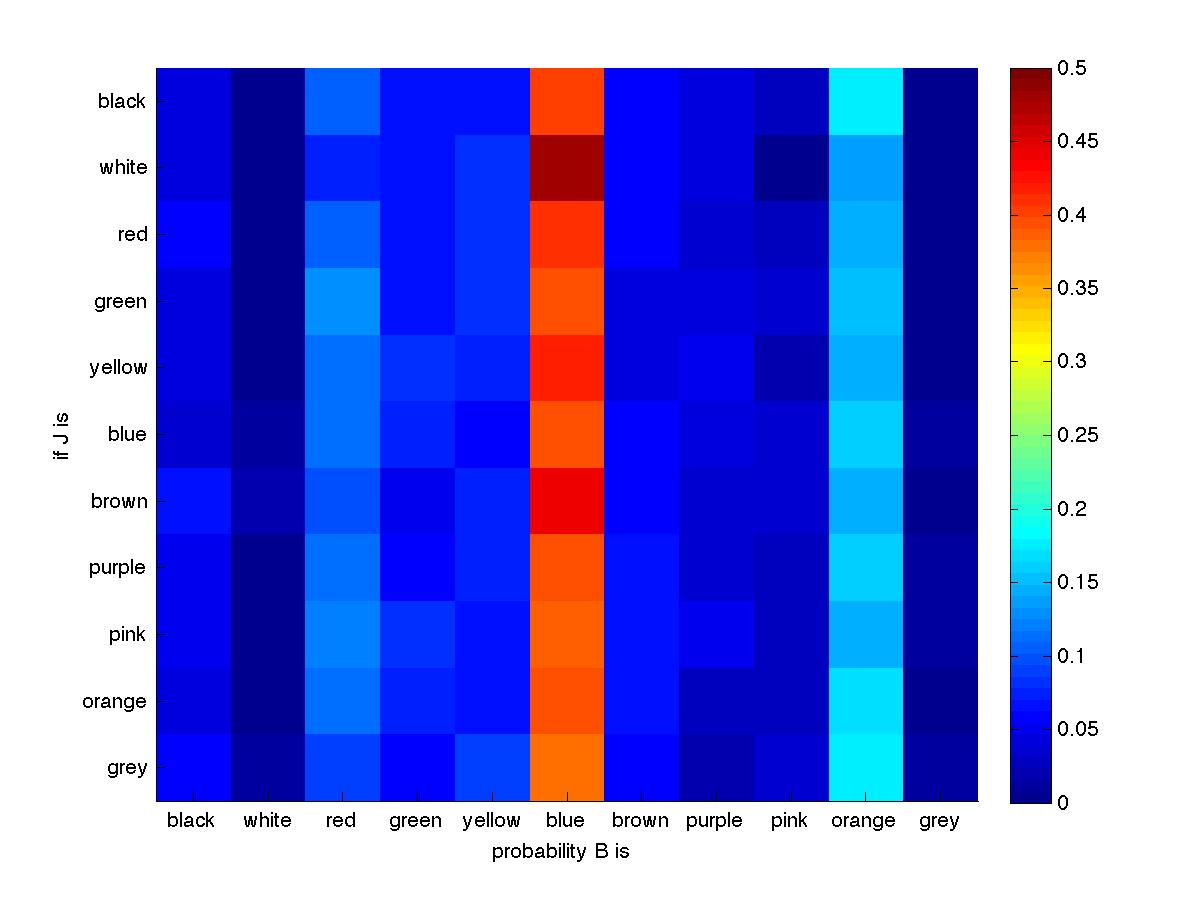 black
white
red
green
yellow
blue
brown
purple
pink
orange
grey
if J is
black white red green yellow blue brown purple pink orange grey
probability B is
0.5
0.45
0.4
0.35
0.3
0.25
0.2
0.15
0.1
0.05
0